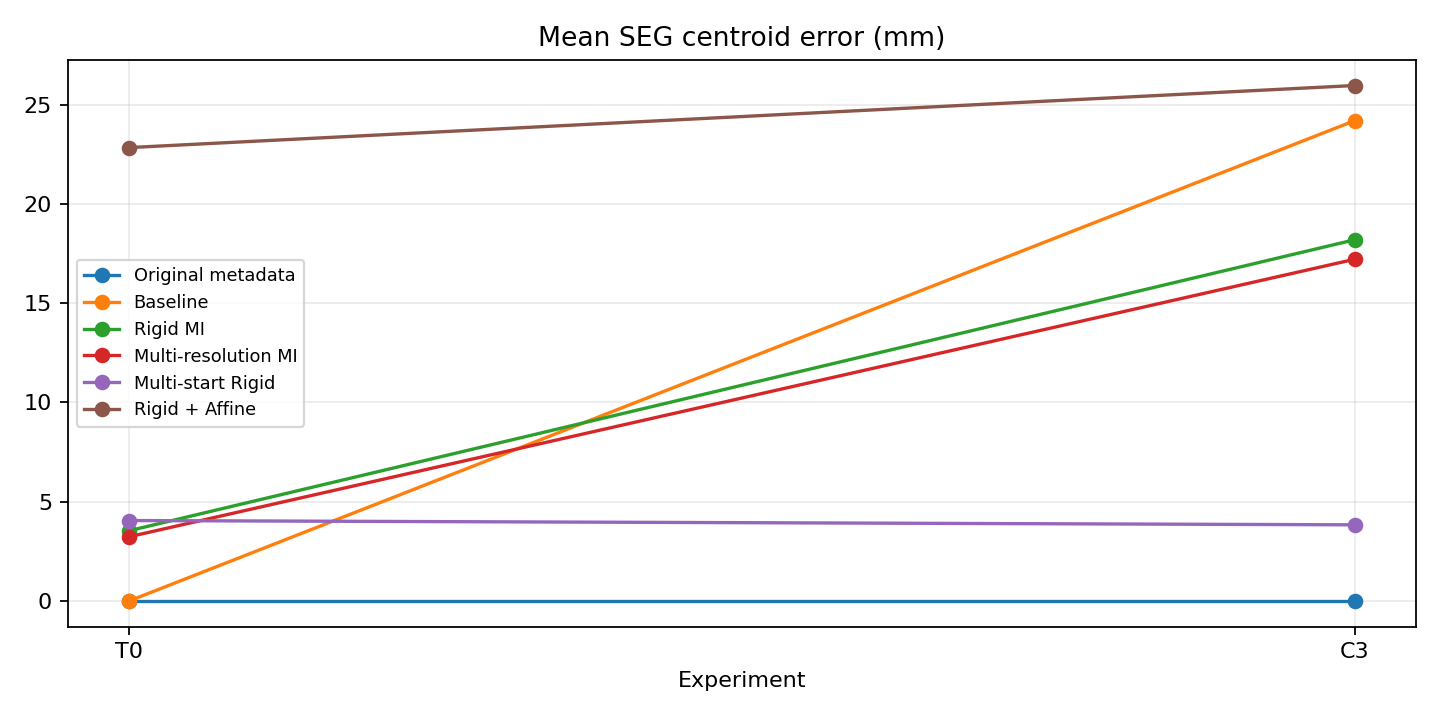 Mean SEG centroid error (mm)
25
20
15
10
5
0
Original metadata
Baseline
Rigid MI
Multi-resolution MI
Multi-start Rigid
Rigid + Affine
T0
C3
Experiment